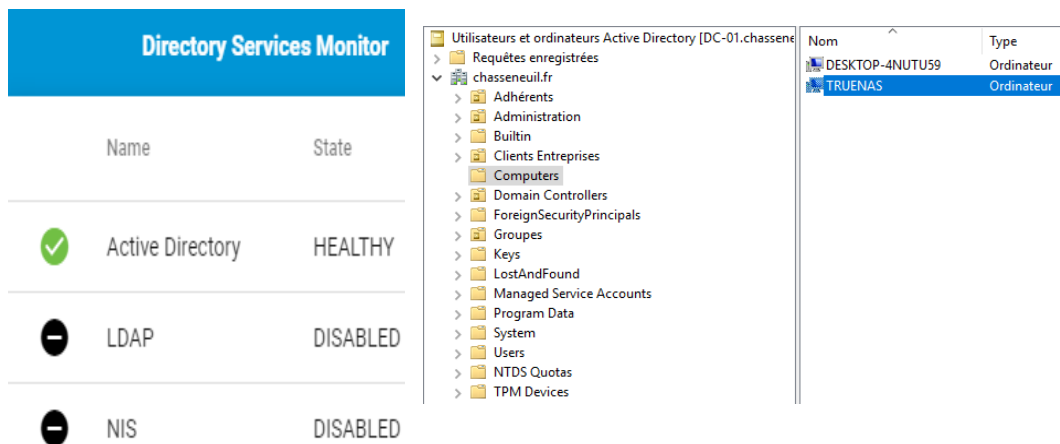 Directory Services Monitor
Name State
Active Directory HEALTHY
LDAP DISABLED
NIS DISABLED
Utilisateurs et ordinateurs Active Directory [DC-01.chassene
Requêtes enregistrées
chasseneuil.fr
Adhérents
Administration
Builtin
Clients Entreprises
Computers
Domain Controllers
ForeignSecurityPrincipals
Groupes
Keys
LostAndFound
Managed Service Accounts
Program Data
System
Users
NTDS Quotas
TPM Devices
Nom Type
DESKTOP-4NUTU59 Ordinateur
TRUENAS Ordinateur